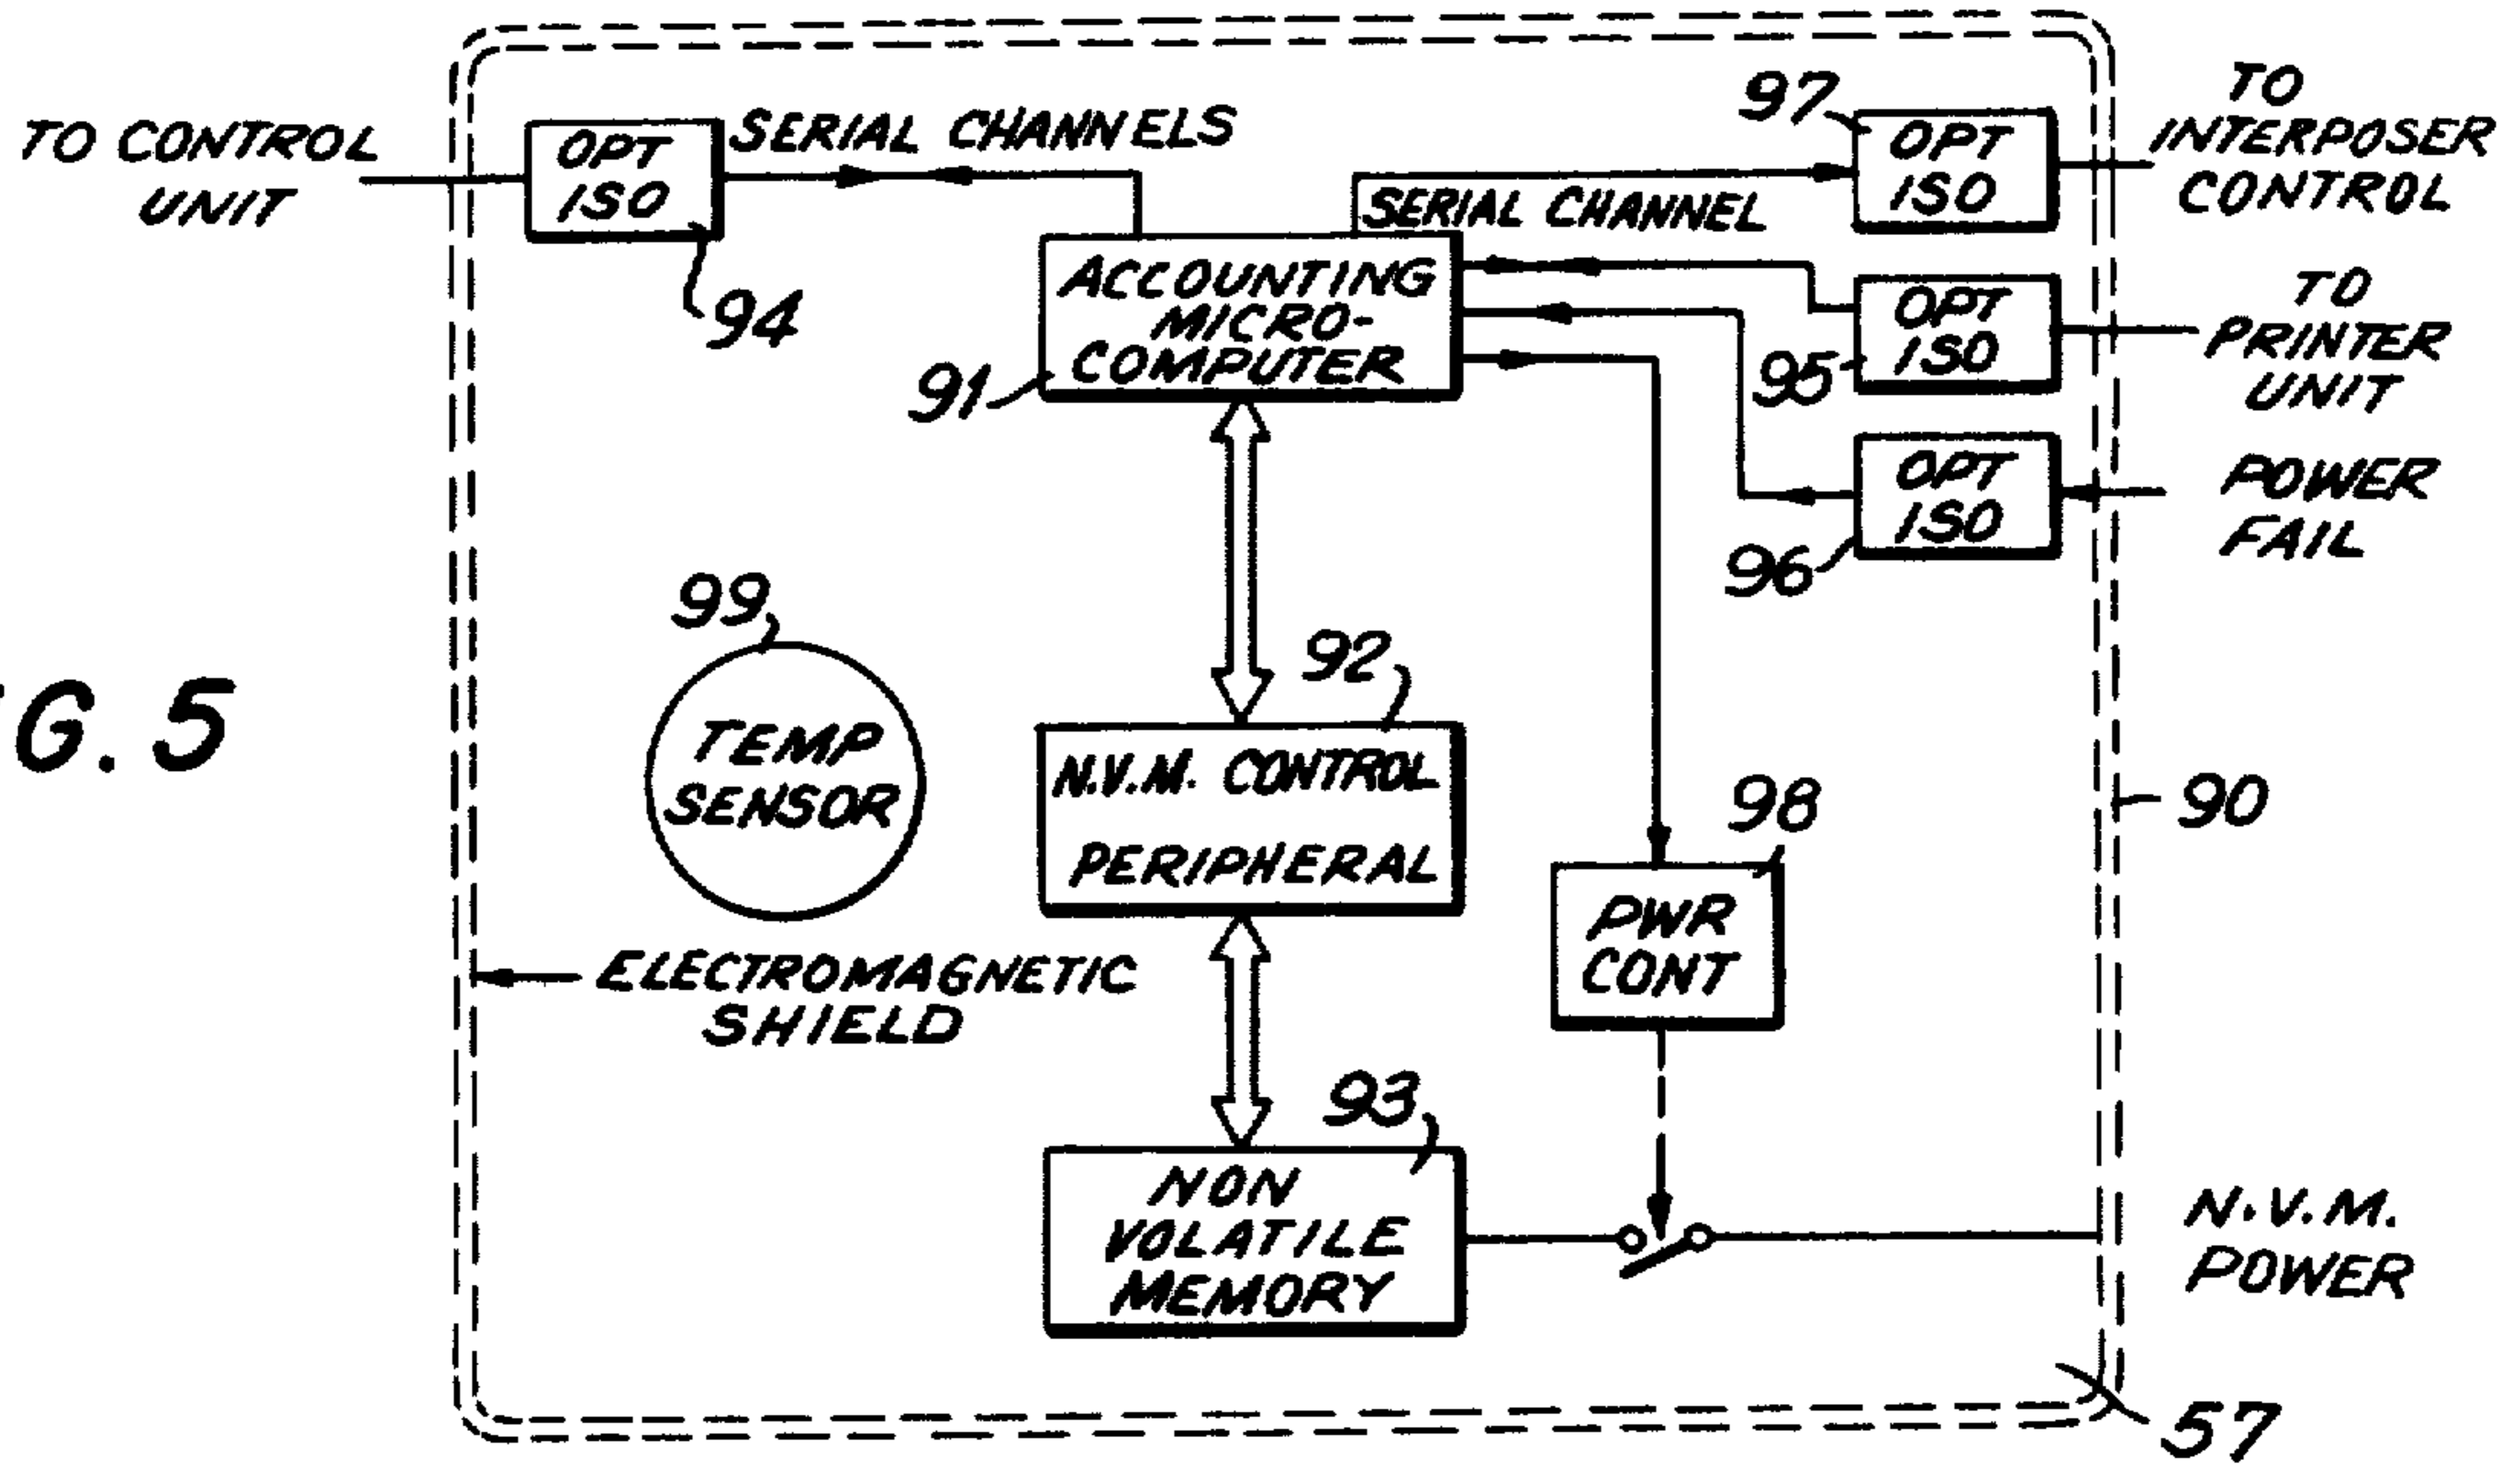 TO CONTROL
UNIT
OPT
ISO
94
SERIAL CHANNELS
SERIAL CHANNEL
97
OPT
ISO
TO
INTERPOSER
CONTROL
ACCOUNTING
MICRO-
COMPUTER
91
95
OPT
ISO
TO
PRINTER
UNIT
96
OPT
ISO
POWER
FAIL
99
TEMP
SENSOR
92
N.V.M. CONTROL
PERIPHERAL
G. 5
98
PWR
CONT
90
ELECTROMAGNETIC
SHIELD
93
NON
VOLATILE
MEMORY
N.V.M.
POWER
57